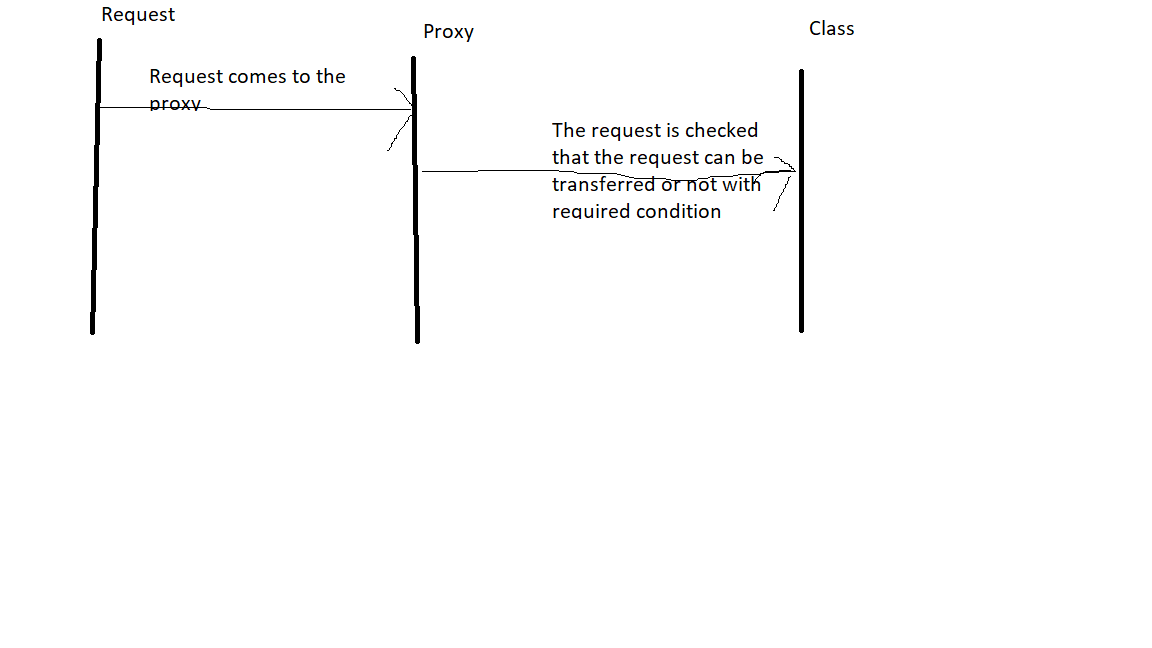 Request
Proxy
Class
Request comes to the
proxy
The request is checked
that the request can be
transferred or not with
required condition